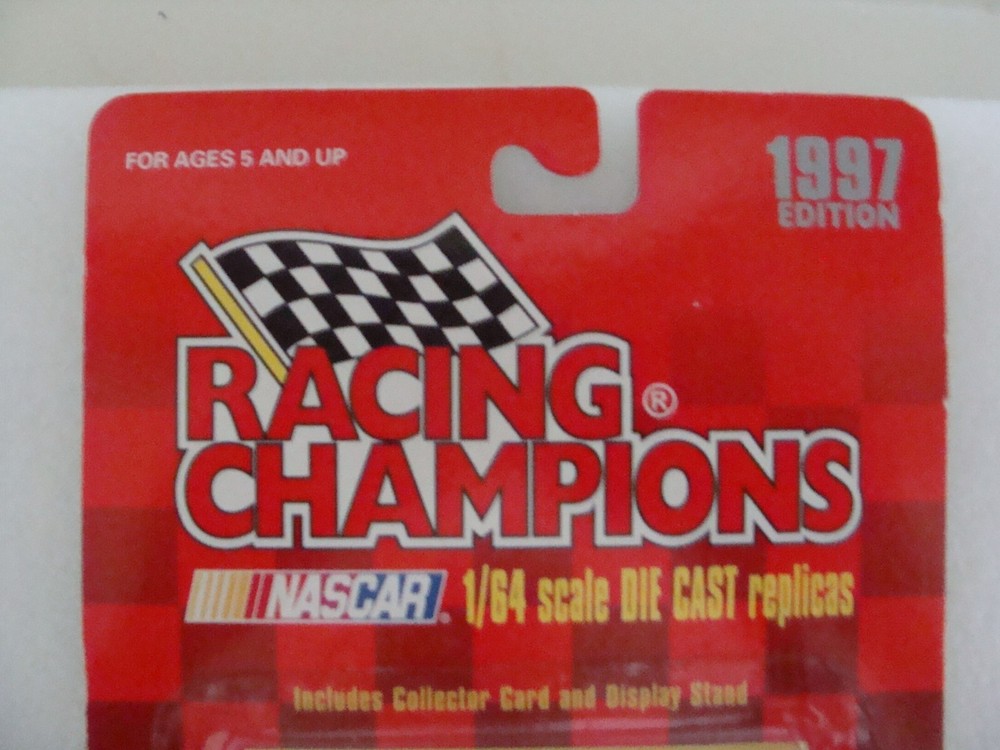 FOR AGES 5 AND UP
1997
EDITION
RACING ®
CHAMPIONS
NASCAR. 1/64 scale DIE CAST replicas
Includes Collector Card and Display Stand